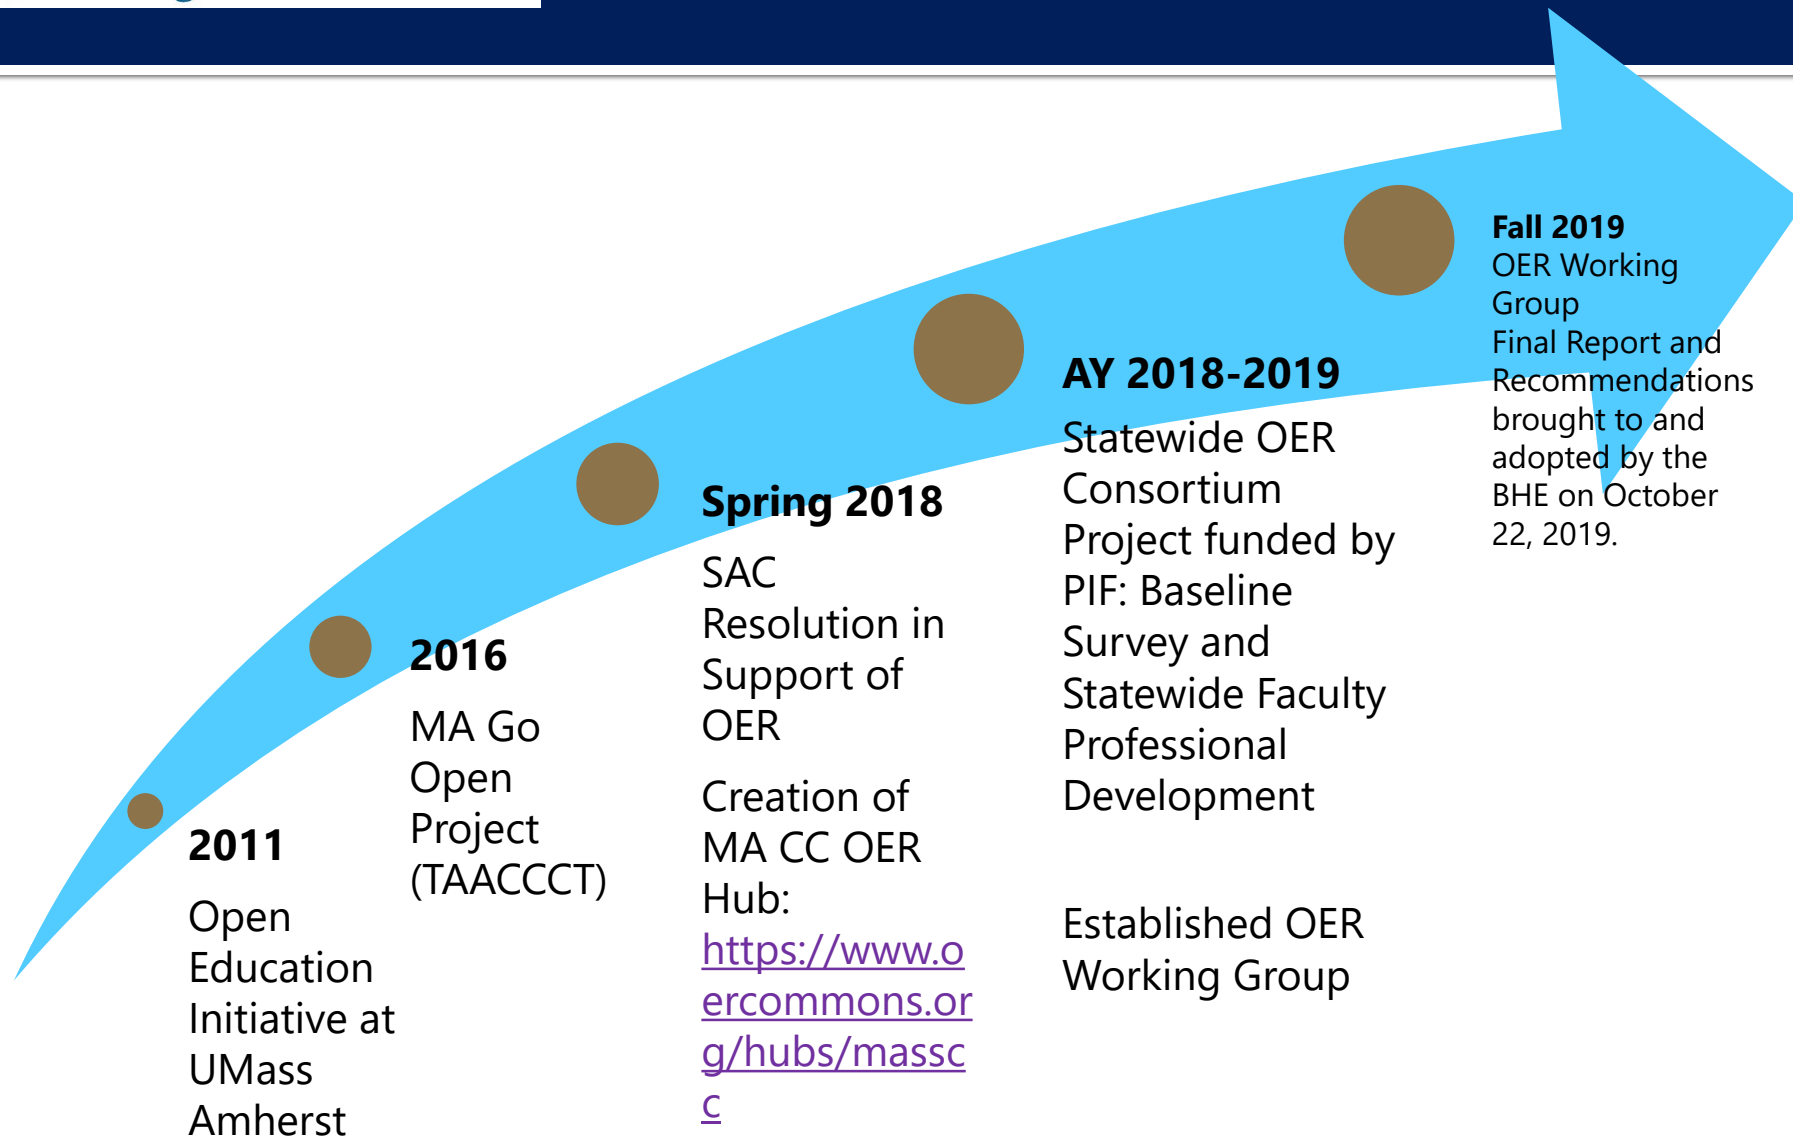 2011
Open
Education
Initiative at
UMass
Amherst
2016
MA Go
Open
Project
(TAACCCT)
Spring 2018
SAC
Resolution in
Support of
OER
Creation of
MA CC OER
Hub:
https://www.o
ercommons.or
g/hubs/massc
c
AY 2018-2019
Statewide OER
Consortium
Project funded by
PIF: Baseline
Survey and
Statewide Faculty
Professional
Development
Established OER
Working Group
Fall 2019
OER Working
Group
Final Report and
Recommendations
brought to and
adopted by the
BHE on October
22, 2019.